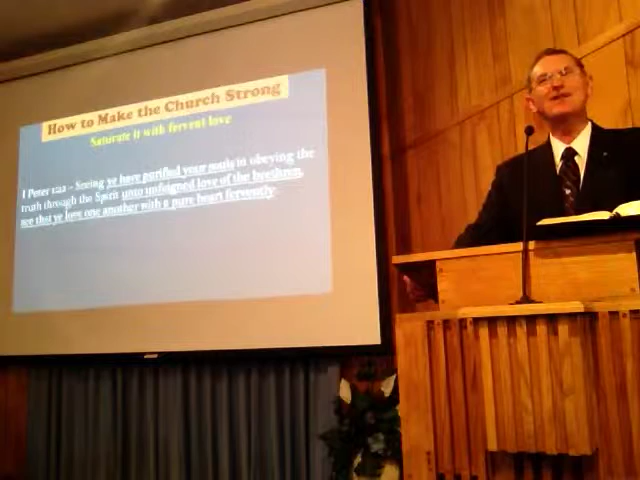 How to Make the Church Strong
Saturate it with fervent love
I Peter 1:22 – Seeing ye have purified your souls in obeying the
truth through the Spirit unto unfeigned love of the brethren,
see that ye love one another with a pure heart fervently